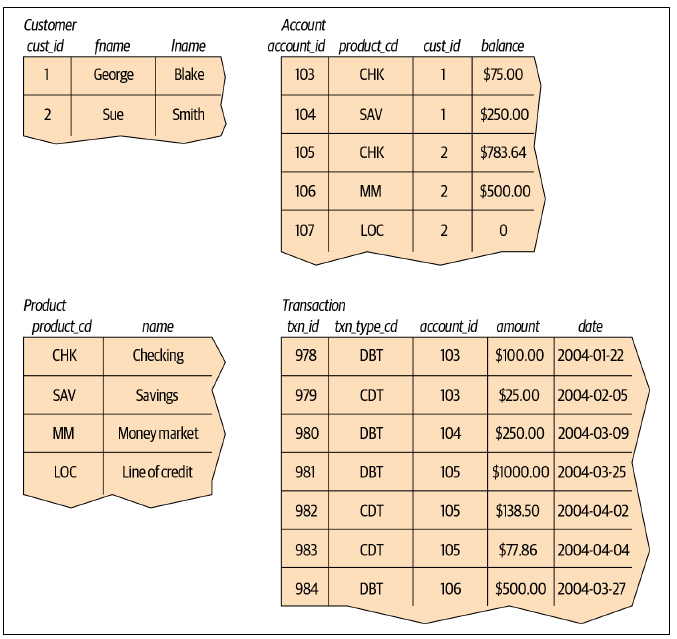 Customer
cust_id fname lname
1 George Blake
2 Sue Smith
Account
account_id product_cd cust_id balance
103 CHK 1 $75.00
104 SAV 1 $250.00
105 CHK 2 $783.64
106 MM 2 $500.00
107 LOC 2 0
Product
product_cd name
CHK Checking
SAV Savings
MM Money market
LOC Line of credit
Transaction
txn_id txn_type_cd account_id amount date
978 DBT 103 $100.00 2004-01-22
979 CDT 103 $25.00 2004-02-05
980 DBT 104 $250.00 2004-03-09
981 DBT 105 $1000.00 2004-03-25
982 CDT 105 $138.50 2004-04-02
983 CDT 105 $77.86 2004-04-04
984 DBT 106 $500.00 2004-03-27